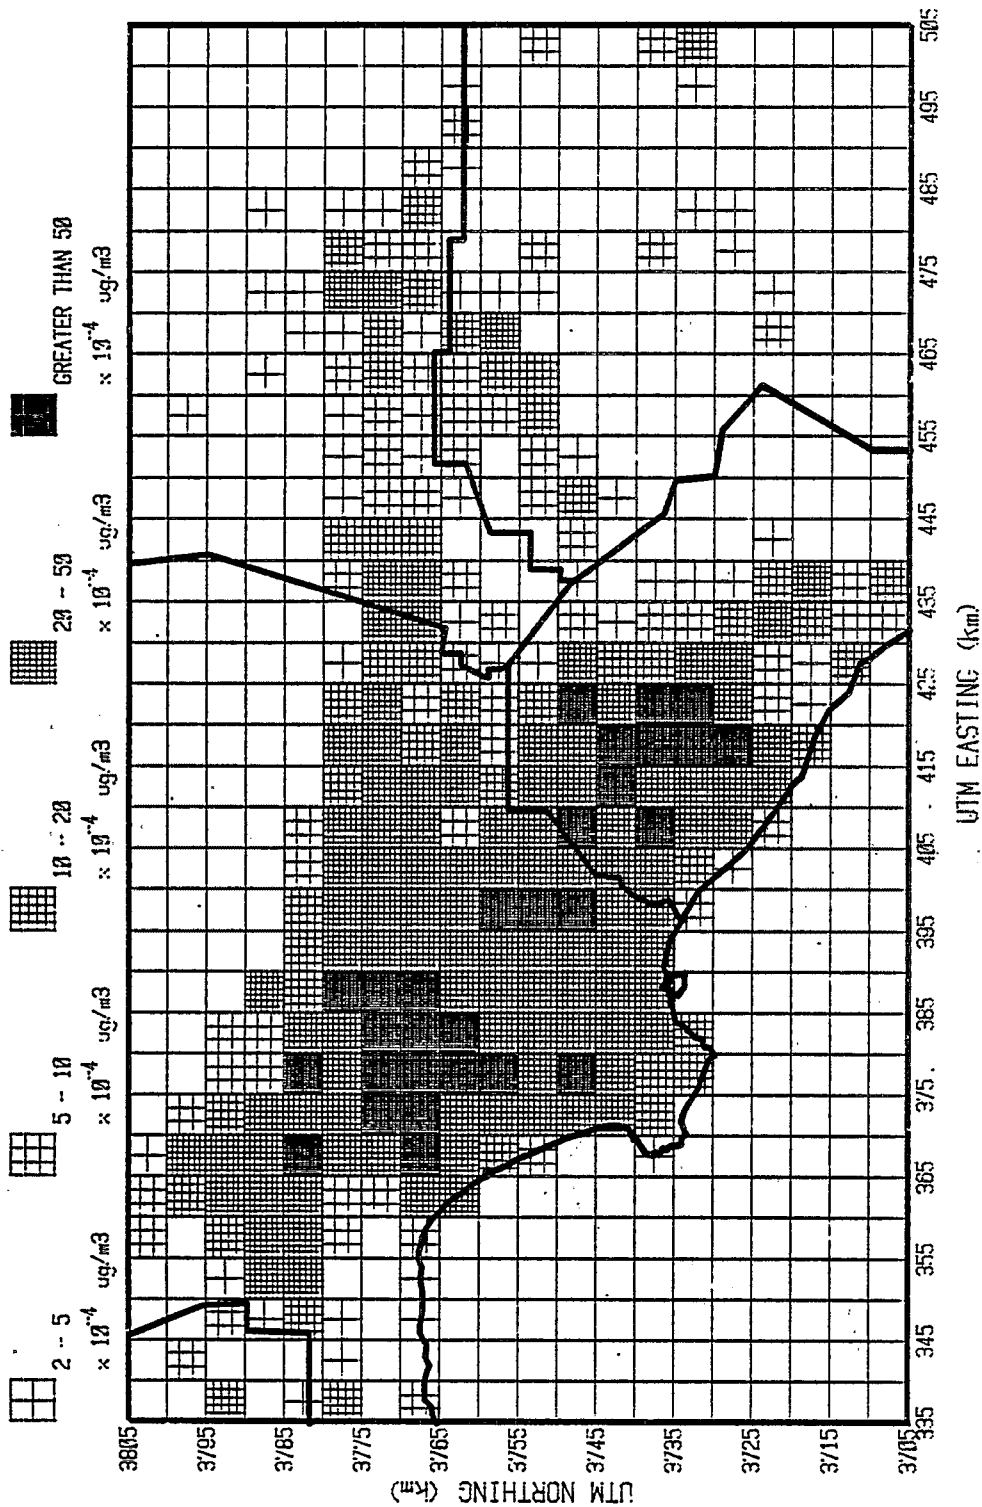 2 -- 5
x 10⁻⁴ ug/m3
5 -- 10
x 10⁻⁴ ug/m3
10 -- 20
x 10⁻⁴ ug/m3
20 -- 50
x 10⁻⁴ ug/m3
GREATER THAN 50
x 10⁻⁴ ug/m3
UTM NORTHING (km)
3805
3795
3785
3775
3765
3755
3745
3735
3725
3715
3705
335
345
355
365
375
385
395
405
415
425
435
445
455
465
475
485
495
505
UTM EASTING (km)